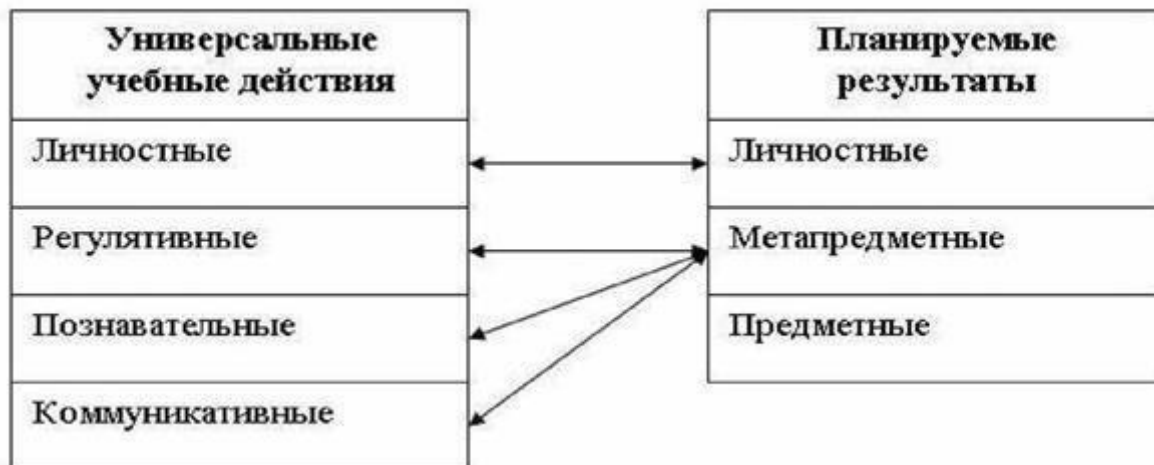 Универсальные
учебные действия
Личностные
Регулятивные
Познавательные
Коммуникативные
Планируемые
результаты
Личностные
Метапредметные
Предметные